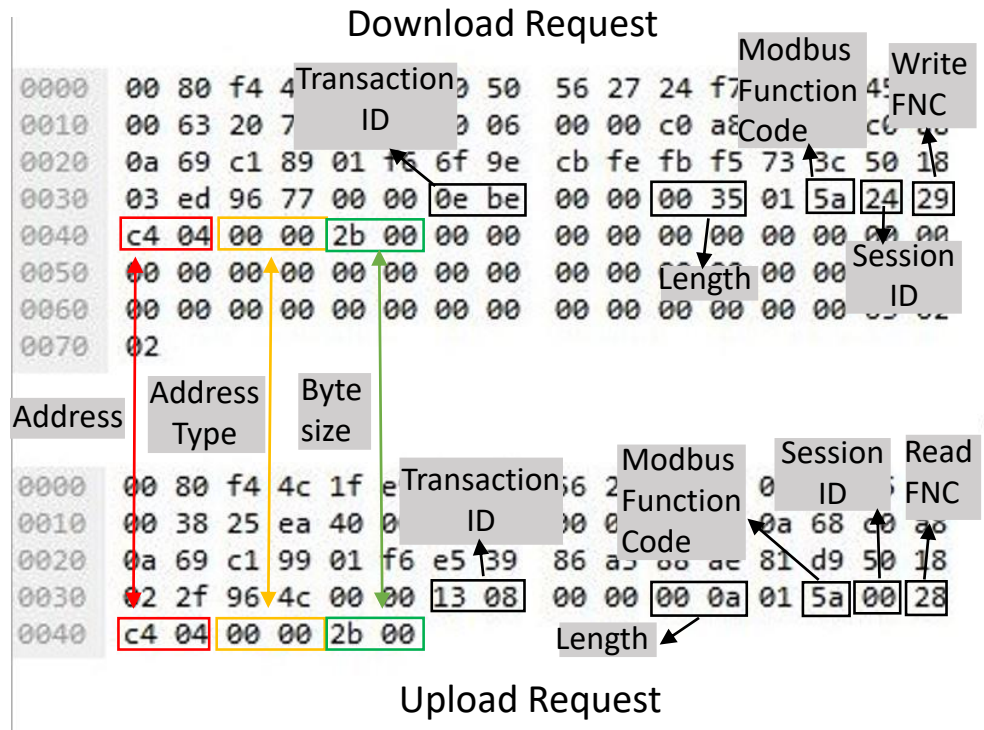 Download Request
0000 00 80 f4 50 56 27 24 f7
Transaction ID
Modbus Function Code
Write FNC
0010 00 63 20 06 00 00 c0 a8
0020 0a 69 c1 89 01 f6 6f 9e cb fe fb f5 73 3c 50 18
0030 03 ed 96 77 00 00 0e be 00 00 00 35 01 5a 24 29
0040 c4 04 00 00 2b 00 00 00 00 00 00 00 00 00 00 00
0050 00 00 00 00 00 00 00 00 00 00 00 00 00
Length
Session ID
0060 00 00 00 00 00 00 00 00 00 00 00 00 00 00
0070 02
Address
Address Type
Byte size
0000 00 80 f4 4c 1f
Transaction ID
Modbus Function Code
Session ID
Read FNC
0010 00 38 25 ea 40 0a 68 c0 a8
0020 0a 69 c1 99 01 f6 e5 39 86 81 d9 50 18
0030 02 2f 96 4c 00 00 13 08 00 00 00 0a 01 5a 00 28
0040 c4 04 00 00 2b 00
Length
Upload Request